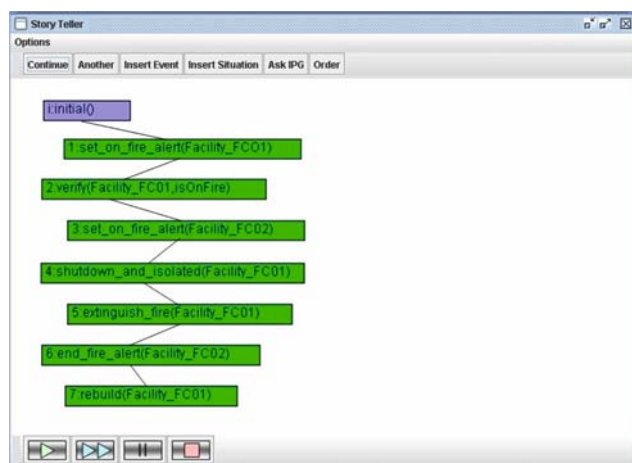 Story Teller
Options
Continue Another Insert Event Insert Situation Ask IPG Order
i:initial()
1:set_on_fire_alert(Facility_FC01)
2:verify(Facility_FC01,isOnFire)
3:set_on_fire_alert(Facility_FC02)
4:shutdown_and_isolated(Facility_FC01)
5:extinguish_fire(Facility_FC01)
6:end_fire_alert(Facility_FC02)
7:rebuild(Facility_FC01)